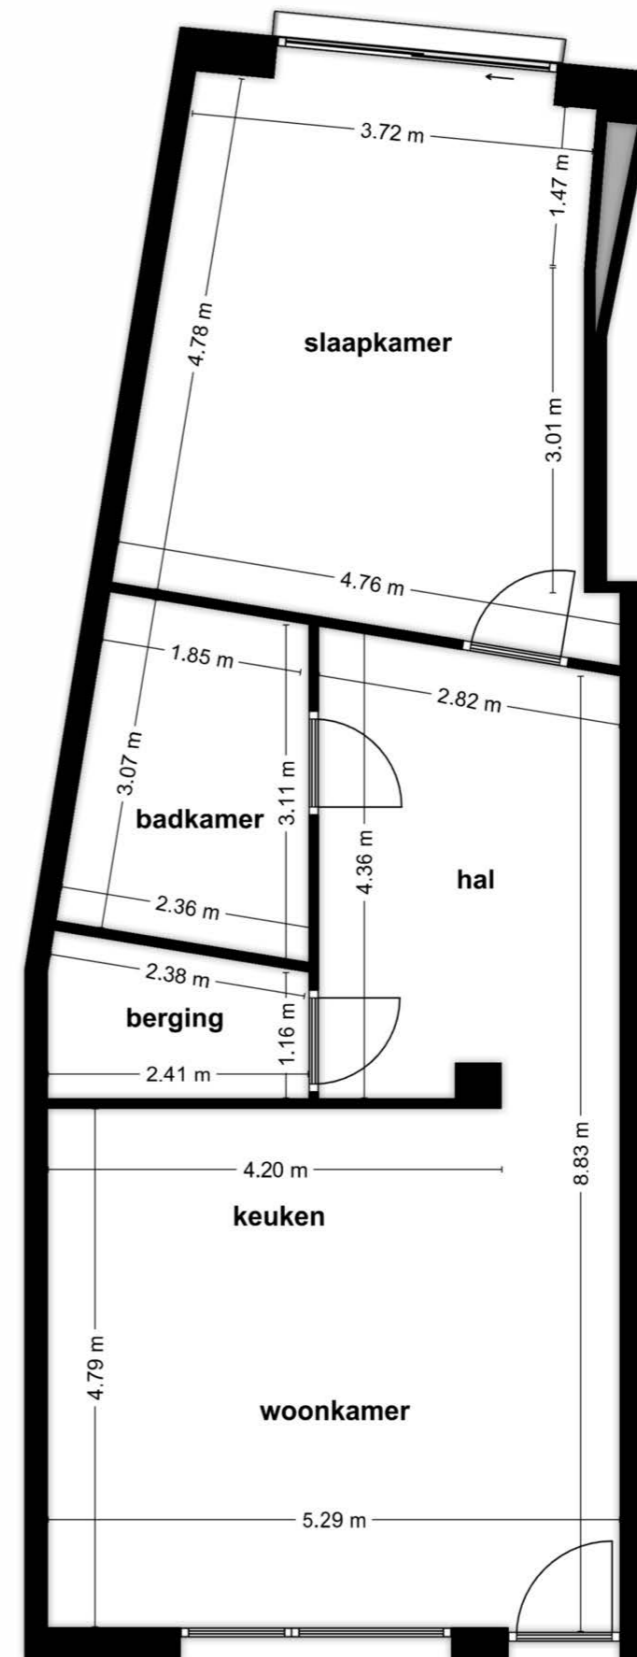 3.72 m
1.47 m
4.78 m
slaapkamer
3.01 m
4.76 m
1.85 m
2.82 m
3.07 m
3.11 m
badkamer
4.36 m
hal
2.36 m
2.38 m
berging
1.16 m
2.41 m
8.83 m
4.20 m
keuken
4.79 m
woonkamer
5.29 m